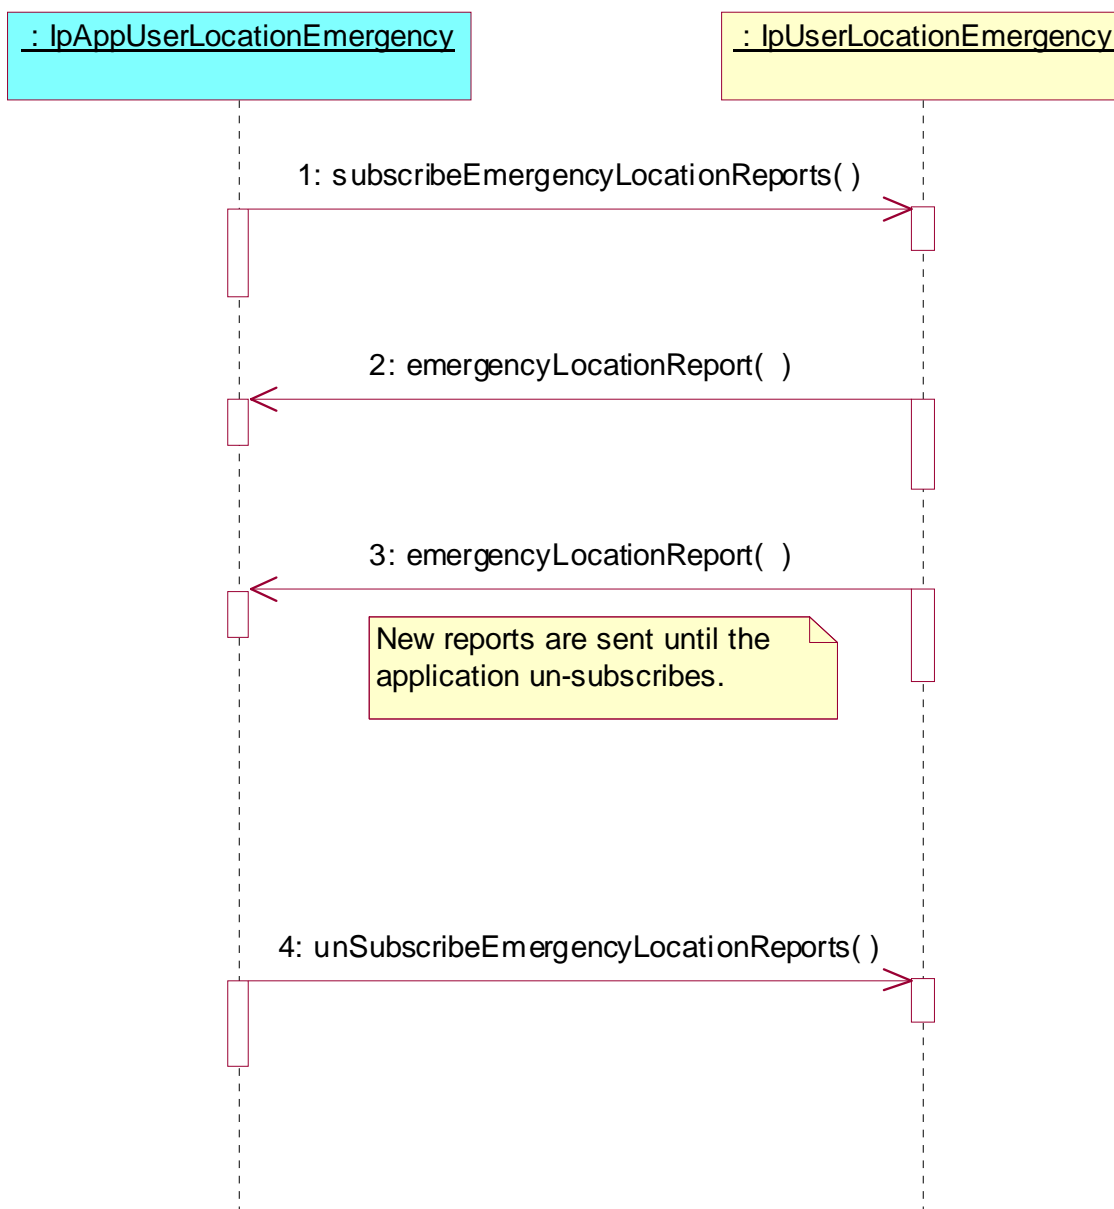 : IpAppUserLocationEmergency
: IpUserLocationEmergency
1: subscribeEmergencyLocationReports( )
2: emergencyLocationReport(  )
3: emergencyLocationReport(  )
New reports are sent until the
application un-subscribes.
4: unSubscribeEmergencyLocationReports( )